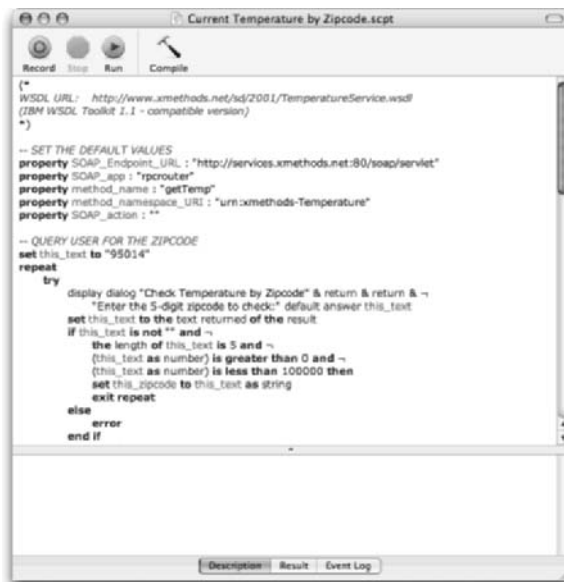 Current Temperature by Zipcode.scpt
Record Stop Run Compile
(*
WSDL URL: http://www.xmethods.net/sd/2001/TemperatureService.wsdl
(IBM WSDL Toolkit 1.1 - compatible version)
*)
-- SET THE DEFAULT VALUES
property SOAP_Endpoint_URL : "http://services.xmethods.net:80/soap/servlet"
property SOAP_app : "rpcrouter"
property method_name : "getTemp"
property method_namespace_URI : "urn:xmethods-Temperature"
property SOAP_action : ""
-- QUERY USER FOR THE ZIPCODE
set this_text to "95014"
repeat
try
display dialog "Check Temperature by Zipcode" & return & return & ¬
"Enter the 5-digit zipcode to check:" default answer this_text
set this_text to the text returned of the result
if this_text is not "" and ¬
the length of this_text is 5 and ¬
(this_text as number) is greater than 0 and ¬
(this_text as number) is less than 100000 then
set this_zipcode to this_text as string
exit repeat
else
error
end if
Description Result Event Log